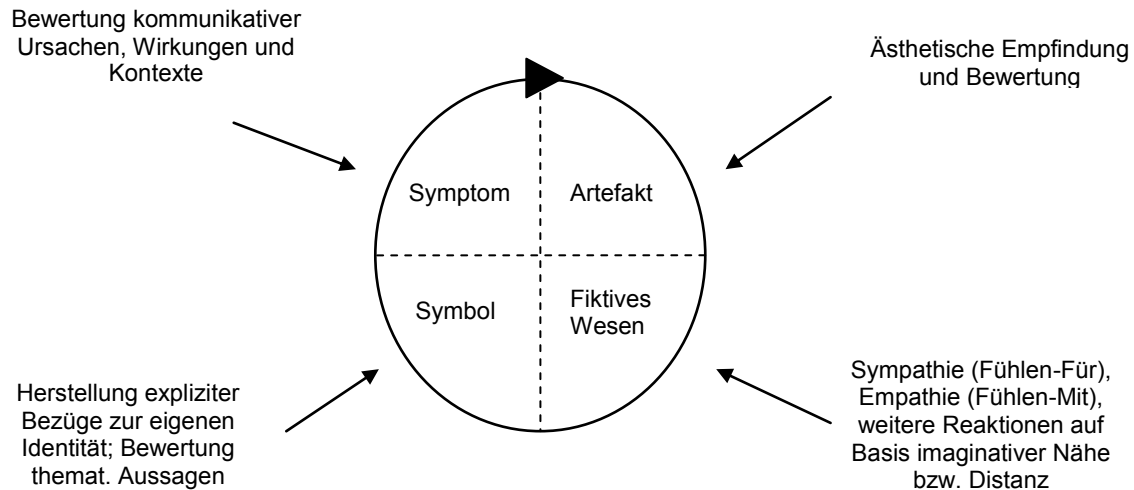 Bewertung kommunikativer
Ursachen, Wirkungen und
Kontexte
Ästhetische Empfindung
und Bewertung
Symptom
Artefakt
Symbol
Fiktives
Wesen
Herstellung expliziter
Bezüge zur eigenen
Identität; Bewertung
themat. Aussagen
Sympathie (Fühlen-Für),
Empathie (Fühlen-Mit),
weitere Reaktionen auf
Basis imaginativer Nähe
bzw. Distanz